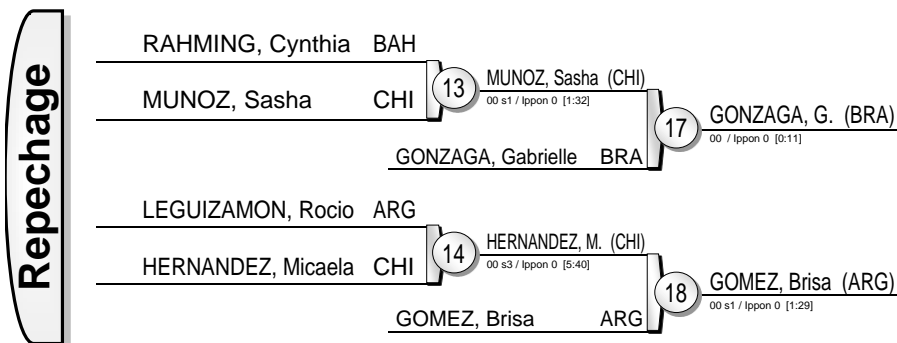 Repechage
RAHMING, Cynthia BAH
MUNOZ, Sasha CHI
13
MUNOZ, Sasha (CHI)
00 s1 / Ippon 0 [1:32]
GONZAGA, Gabrielle BRA
17
GONZAGA, G. (BRA)
00 / Ippon 0 [0:11]
LEGUIZAMON, Rocio ARG
HERNANDEZ, Micaela CHI
14
HERNANDEZ, M. (CHI)
00 s3 / Ippon 0 [5:40]
GOMEZ, Brisa ARG
18
GOMEZ, Brisa (ARG)
00 s1 / Ippon 0 [1:29]